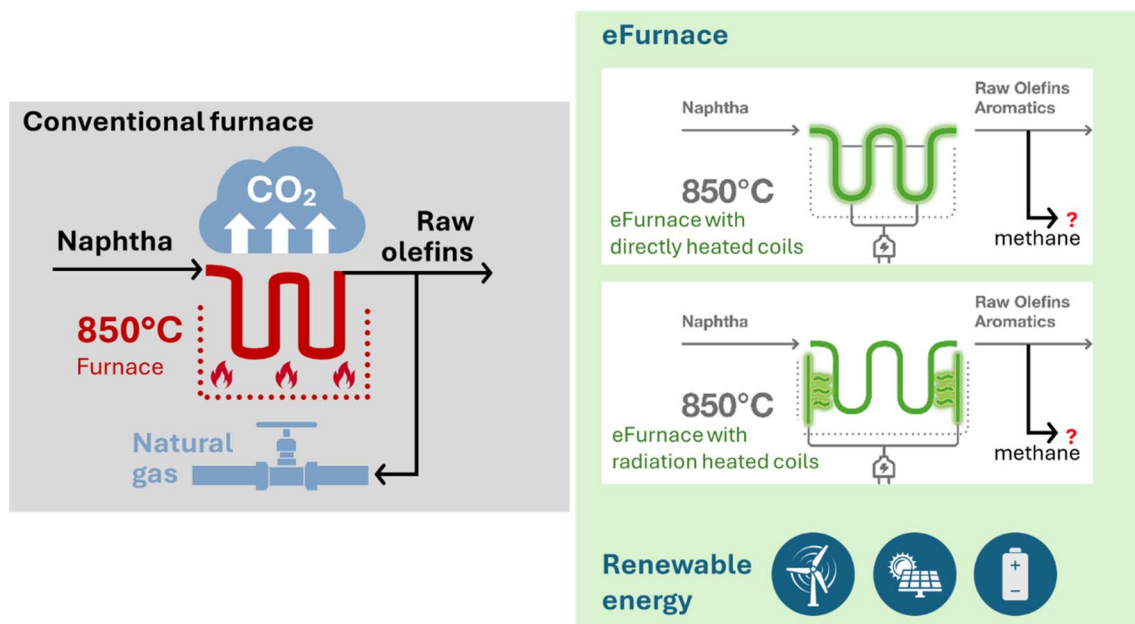 Conventional furnace
CO₂
Naphtha
Raw
olefins
850°C
Furnace
Natural
gas
eFurnace
Naphtha
Raw Olefins
Aromatics
850°C
eFurnace with
directly heated coils
?
methane
Naphtha
Raw Olefins
Aromatics
850°C
eFurnace with
radiation heated coils
?
methane
Renewable
energy
+
−